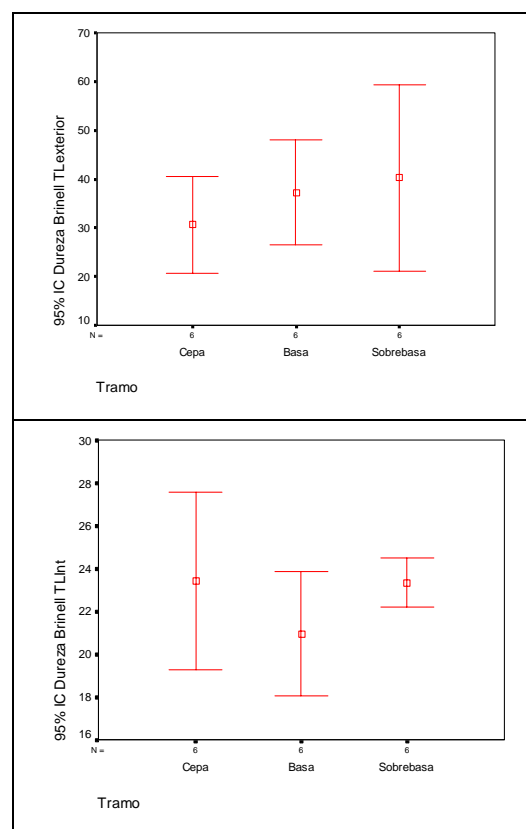 95% IC Dureza Brinell TLexterior
70
60
50
40
30
20
10
N = 6 6 6
Cepa Basa Sobrebasa
Tramo
95% IC Dureza Brinell TLInt
30
28
26
24
22
20
18
16
N = 6 6 6
Cepa Basa Sobrebasa
Tramo